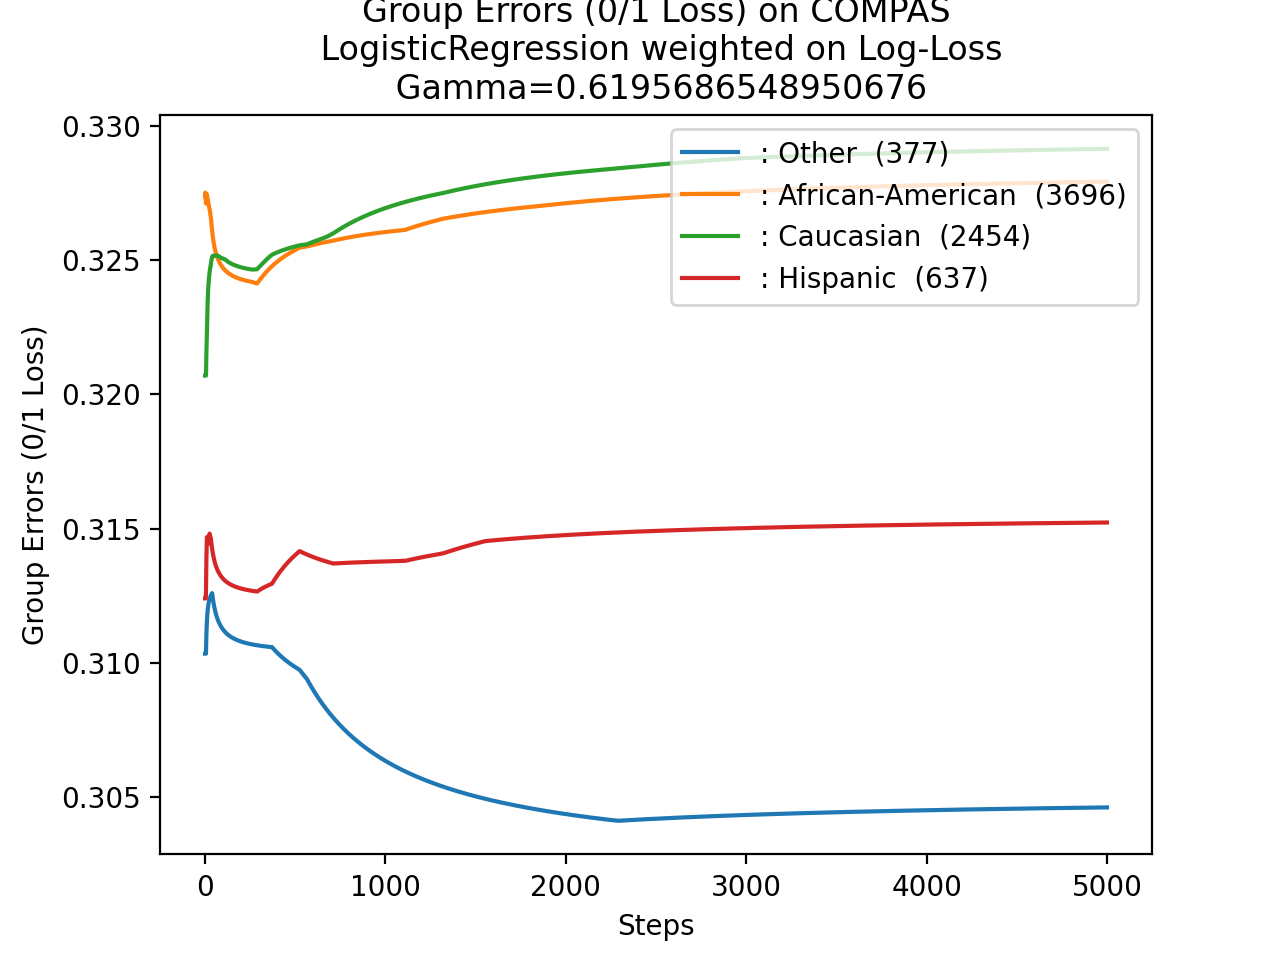 Group Errors (0/1 Loss) on COMPAS
LogisticRegression weighted on Log-Loss
Gamma=0.6195686548950676
0.330
0.325
0.320
0.315
0.310
0.305
Group Errors (0/1 Loss)
: Other (377)
: African-American (3696)
: Caucasian (2454)
: Hispanic (637)
0 1000 2000 3000 4000 5000
Steps